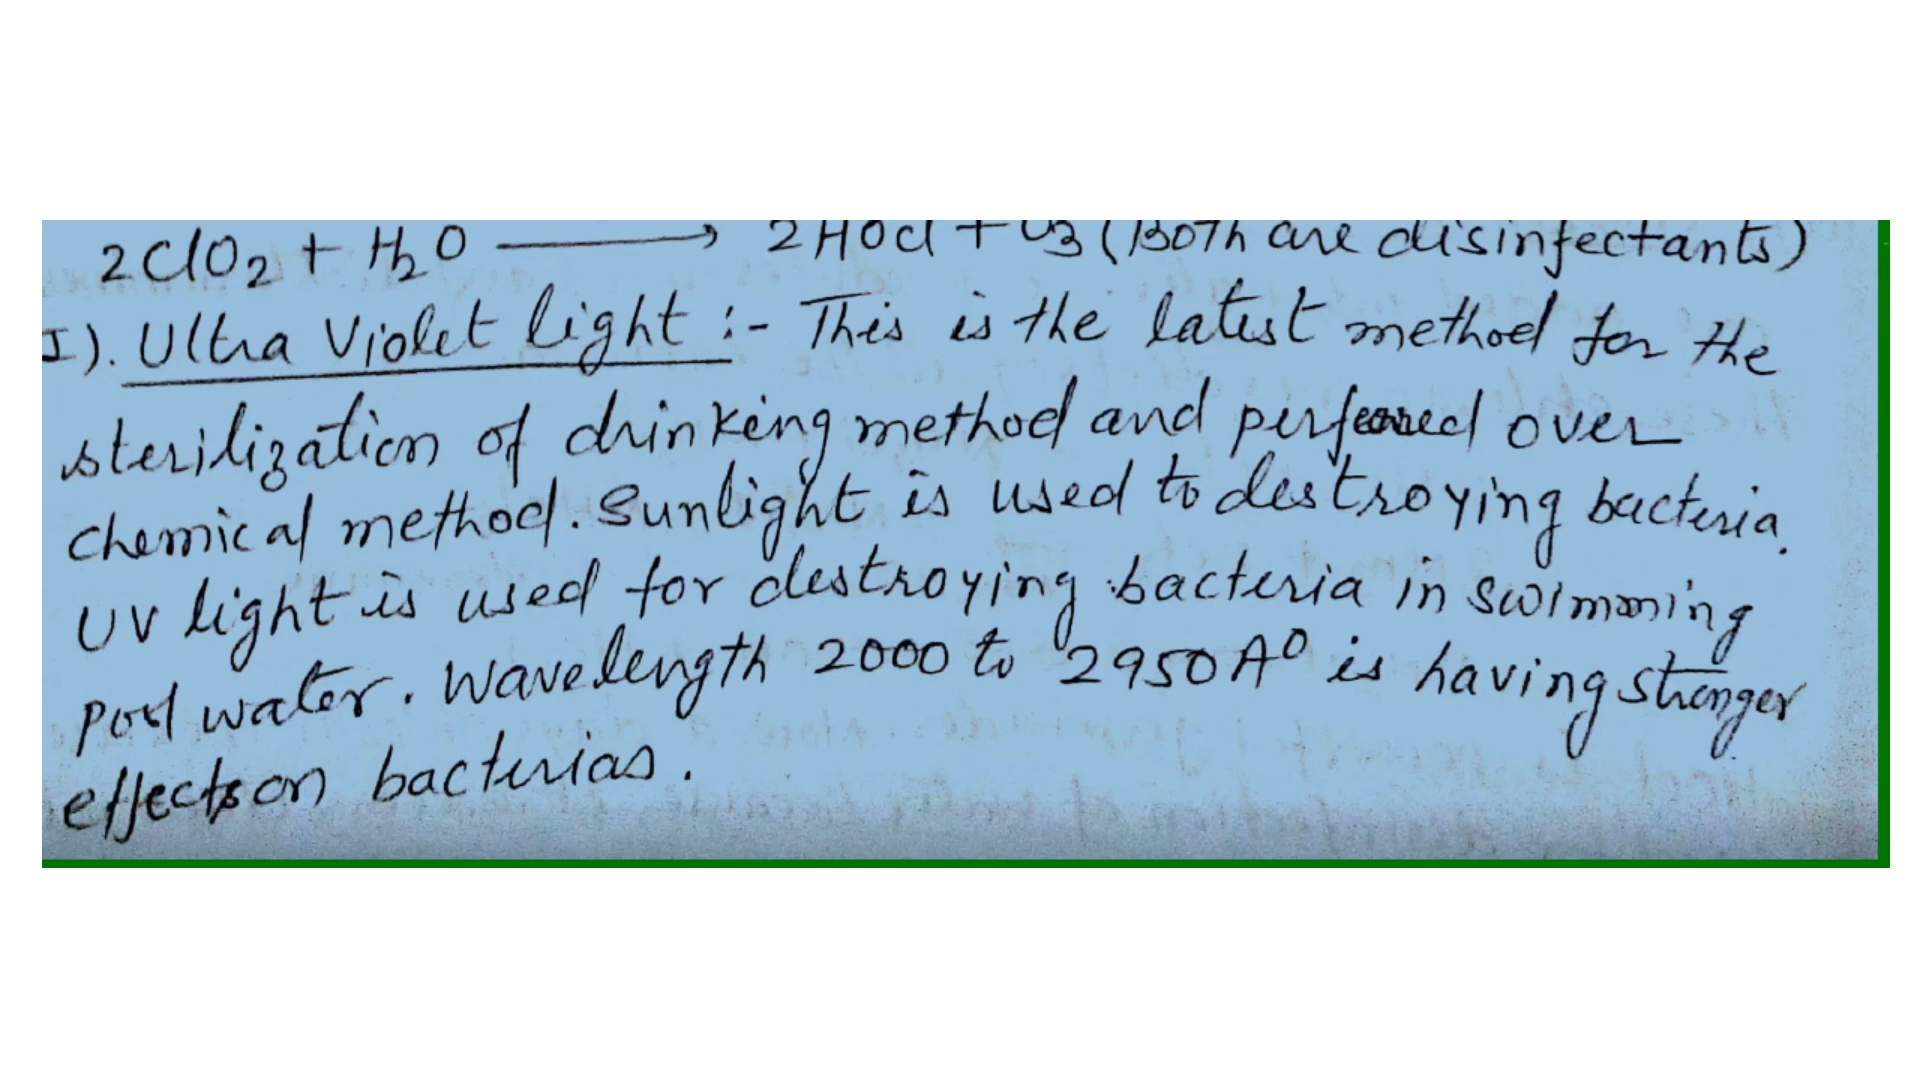 2ClO₂ + H₂O ⟶ 2HOCl + O₃ (Both are disinfectants)
I). Ultra Violet light :- This is the latest method for the
sterilization of drinking method and perferred over
chemical method. Sunlight is used to destroying bacteria.
UV light is used for destroying bacteria in swimming
pool water. Wavelength 2000 to 2950 A⁰ is having stronger
effects on bacterias.